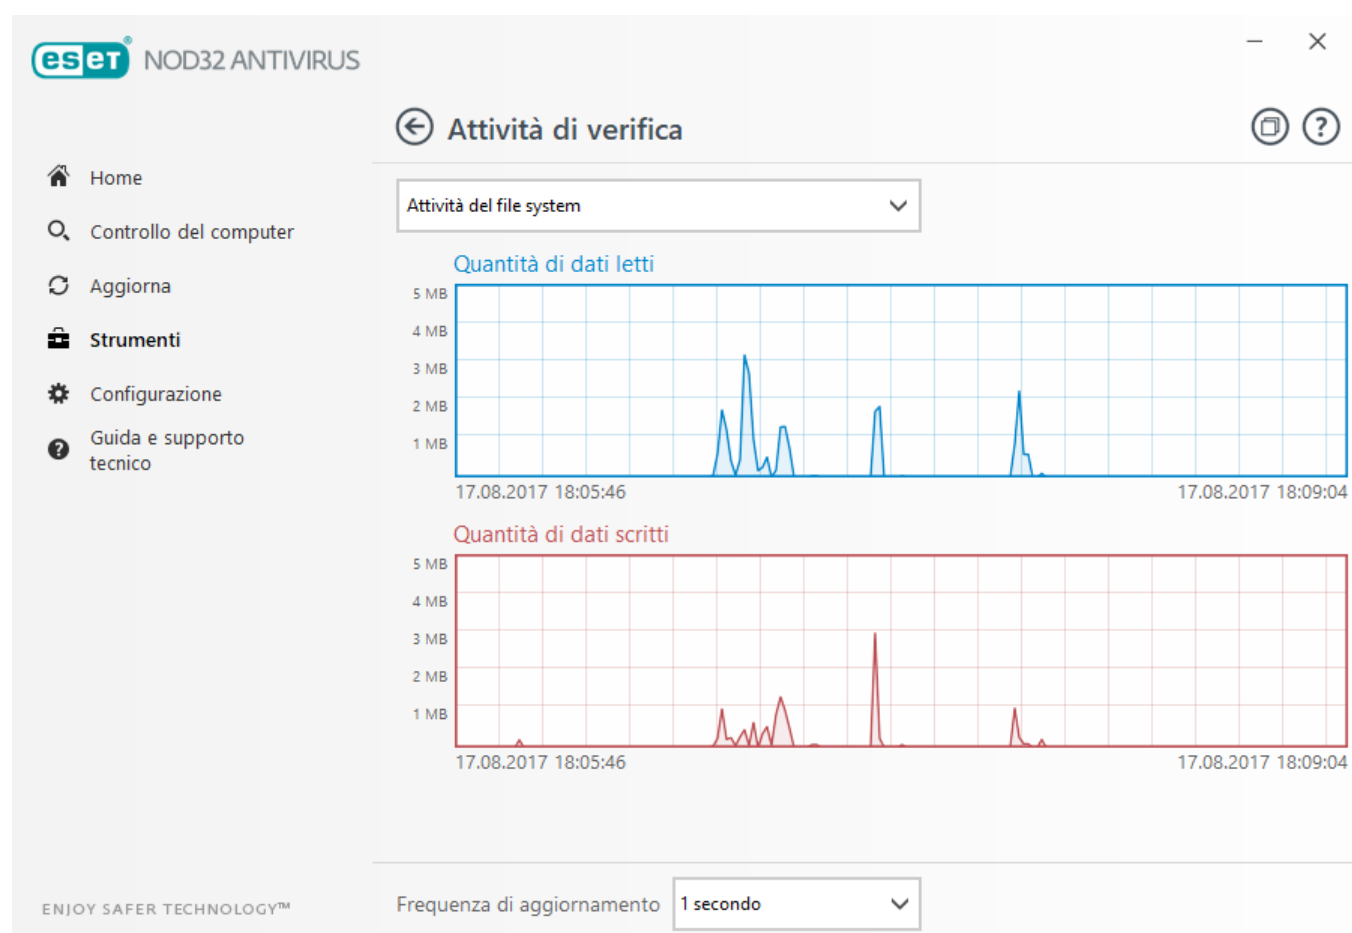 eset® NOD32 ANTIVIRUS
Attività di verifica
Home
Controllo del computer
Aggiorna
Strumenti
Configurazione
Guida e supporto
tecnico
Attività del file system
Quantità di dati letti
5 MB
4 MB
3 MB
2 MB
1 MB
17.08.2017 18:05:46 17.08.2017 18:09:04
Quantità di dati scritti
5 MB
4 MB
3 MB
2 MB
1 MB
17.08.2017 18:05:46 17.08.2017 18:09:04
Frequenza di aggiornamento 1 secondo
ENJOY SAFER TECHNOLOGY™